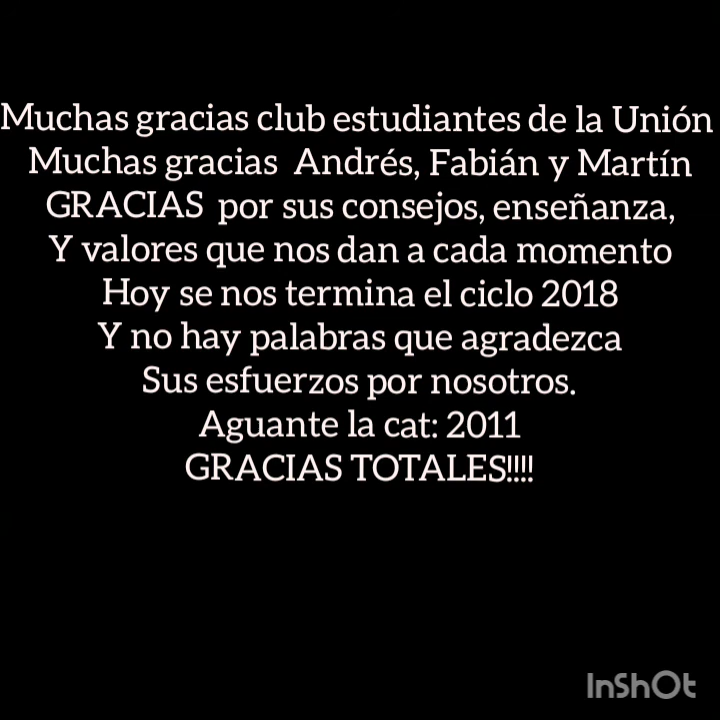 Muchas gracias club estudiantes de la Unión
Muchas gracias Andrés, Fabián y Martín
GRACIAS por sus consejos, enseñanza,
Y valores que nos dan a cada momento
Hoy se nos termina el ciclo 2018
Y no hay palabras que agradezca
Sus esfuerzos por nosotros.
Aguante la cat: 2011
GRACIAS TOTALES!!!!
InShOt